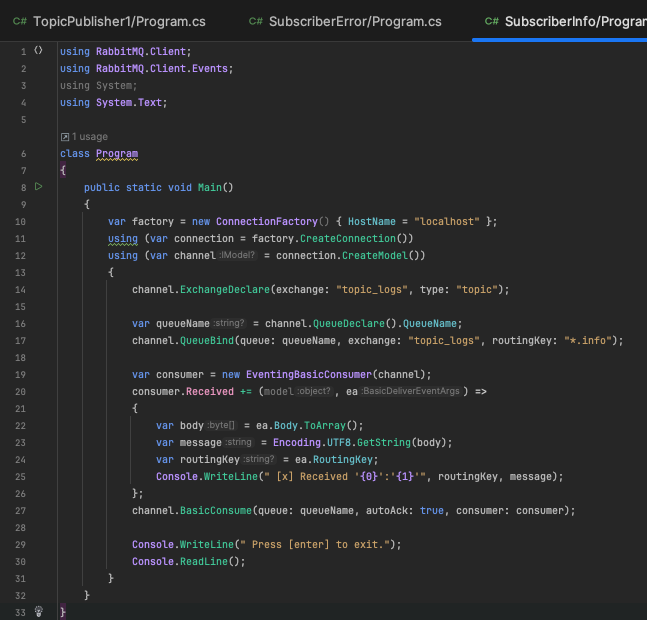 C# TopicPublisher1/Program.cs C# SubscriberError/Program.cs C# SubscriberInfo/Program
1 using RabbitMQ.Client;
2 using RabbitMQ.Client.Events;
3 using System;
4 using System.Text;
5
1 usage
6 class Program
7 {
8 public static void Main()
9 {
10 var factory = new ConnectionFactory() { HostName = "localhost" };
11 using (var connection = factory.CreateConnection())
12 using (var channel :IModel? = connection.CreateModel())
13 {
14 channel.ExchangeDeclare(exchange: "topic_logs", type: "topic");
15
16 var queueName :string? = channel.QueueDeclare().QueueName;
17 channel.QueueBind(queue: queueName, exchange: "topic_logs", routingKey: "*.info");
18
19 var consumer = new EventingBasicConsumer(channel);
20 consumer.Received += (model :object? , ea :BasicDeliverEventArgs ) =>
21 {
22 var body :byte[] = ea.Body.ToArray();
23 var message :string = Encoding.UTF8.GetString(body);
24 var routingKey :string? = ea.RoutingKey;
25 Console.WriteLine(" [x] Received '{0}':'{1}'", routingKey, message);
26 };
27 channel.BasicConsume(queue: queueName, autoAck: true, consumer: consumer);
28
29 Console.WriteLine(" Press [enter] to exit.");
30 Console.ReadLine();
31 }
32 }
33 }